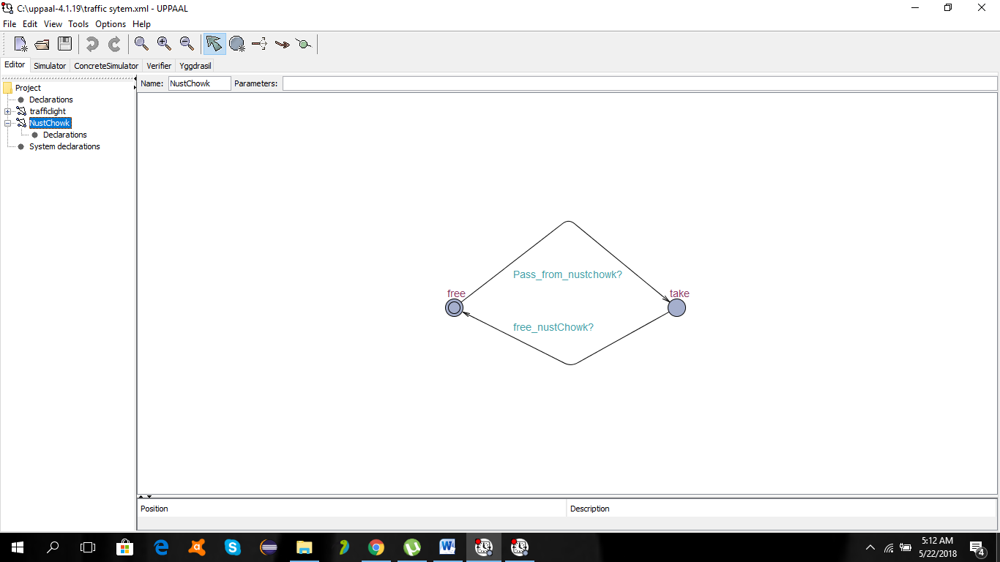 C:\uppaal-4.1.19\traffic sytem.xml - UPPAAL
File Edit View Tools Options Help
Editor Simulator ConcreteSimulator Verifier Yggdrasil
Name: NustChowk Parameters:
Project
Declarations
trafficlight
NustChowk
Declarations
System declarations
Pass_from_nustchowk?
free take
free_nustChowk?
Position Description
5:12 AM
5/22/2018
4